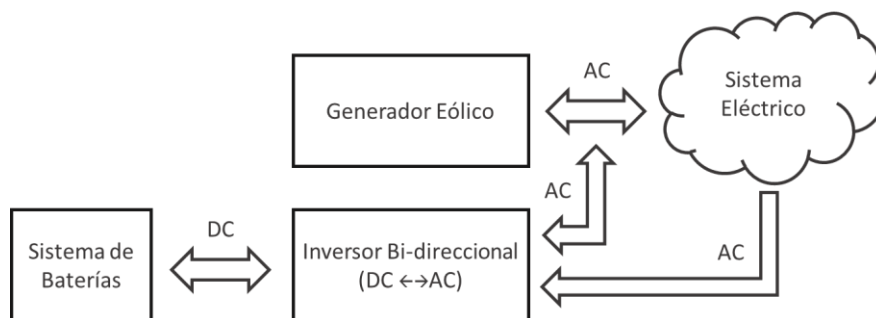 AC
Sistema
Eléctrico
Generador Eólico
AC
DC
Sistema de
Baterías
Inversor Bi-direccional
(DC ←→AC)
AC